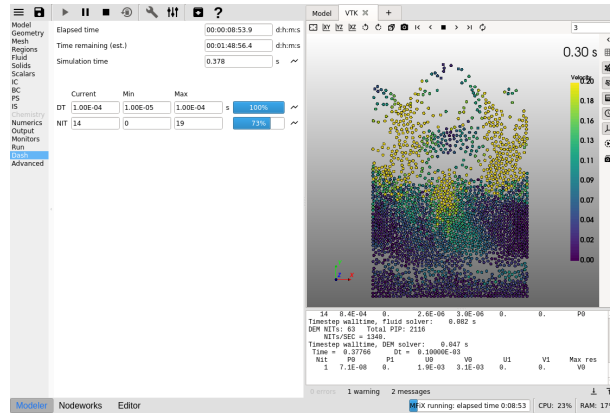 Model
Geometry
Mesh
Regions
Fluid
Solids
Scalars
IC
BC
PS
IS
Chemistry
Numerics
Output
Monitors
Run
Dash
Advanced
Elapsed time 00:00:08:53.9 d:h:m:s
Time remaining (est.) 00:01:48:56.4 d:h:m:s
Simulation time 0.378 s
Current Min Max
DT 1.00E-04 1.00E-05 1.00E-04 s 100%
NIT 14 0 19 73%
Model VTK +
XY YZ XZ 3
0.30 s
Velocity
0.20
0.18
0.16
0.13
0.11
0.09
0.07
0.04
0.02
0.00
14 8.4E-04 0. 2.6E-06 3.0E-06 0. 0. P0
Timestep walltime, fluid solver: 0.082 s
DEM NITs: 63 Total PIP: 2116
NITs/SEC = 1340.
Timestep walltime, DEM solver: 0.047 s
Time = 0.37766 Dt = 0.10000E-03
Nit P0 P1 U0 V0 U1 V1 Max res
1 7.1E-08 0. 1.9E-03 3.1E-03 0. 0. V0
0 errors 1 warning 2 messages
Modeler Nodeworks Editor
MFiX running: elapsed time 0:08:53 CPU: 23% RAM: 17%